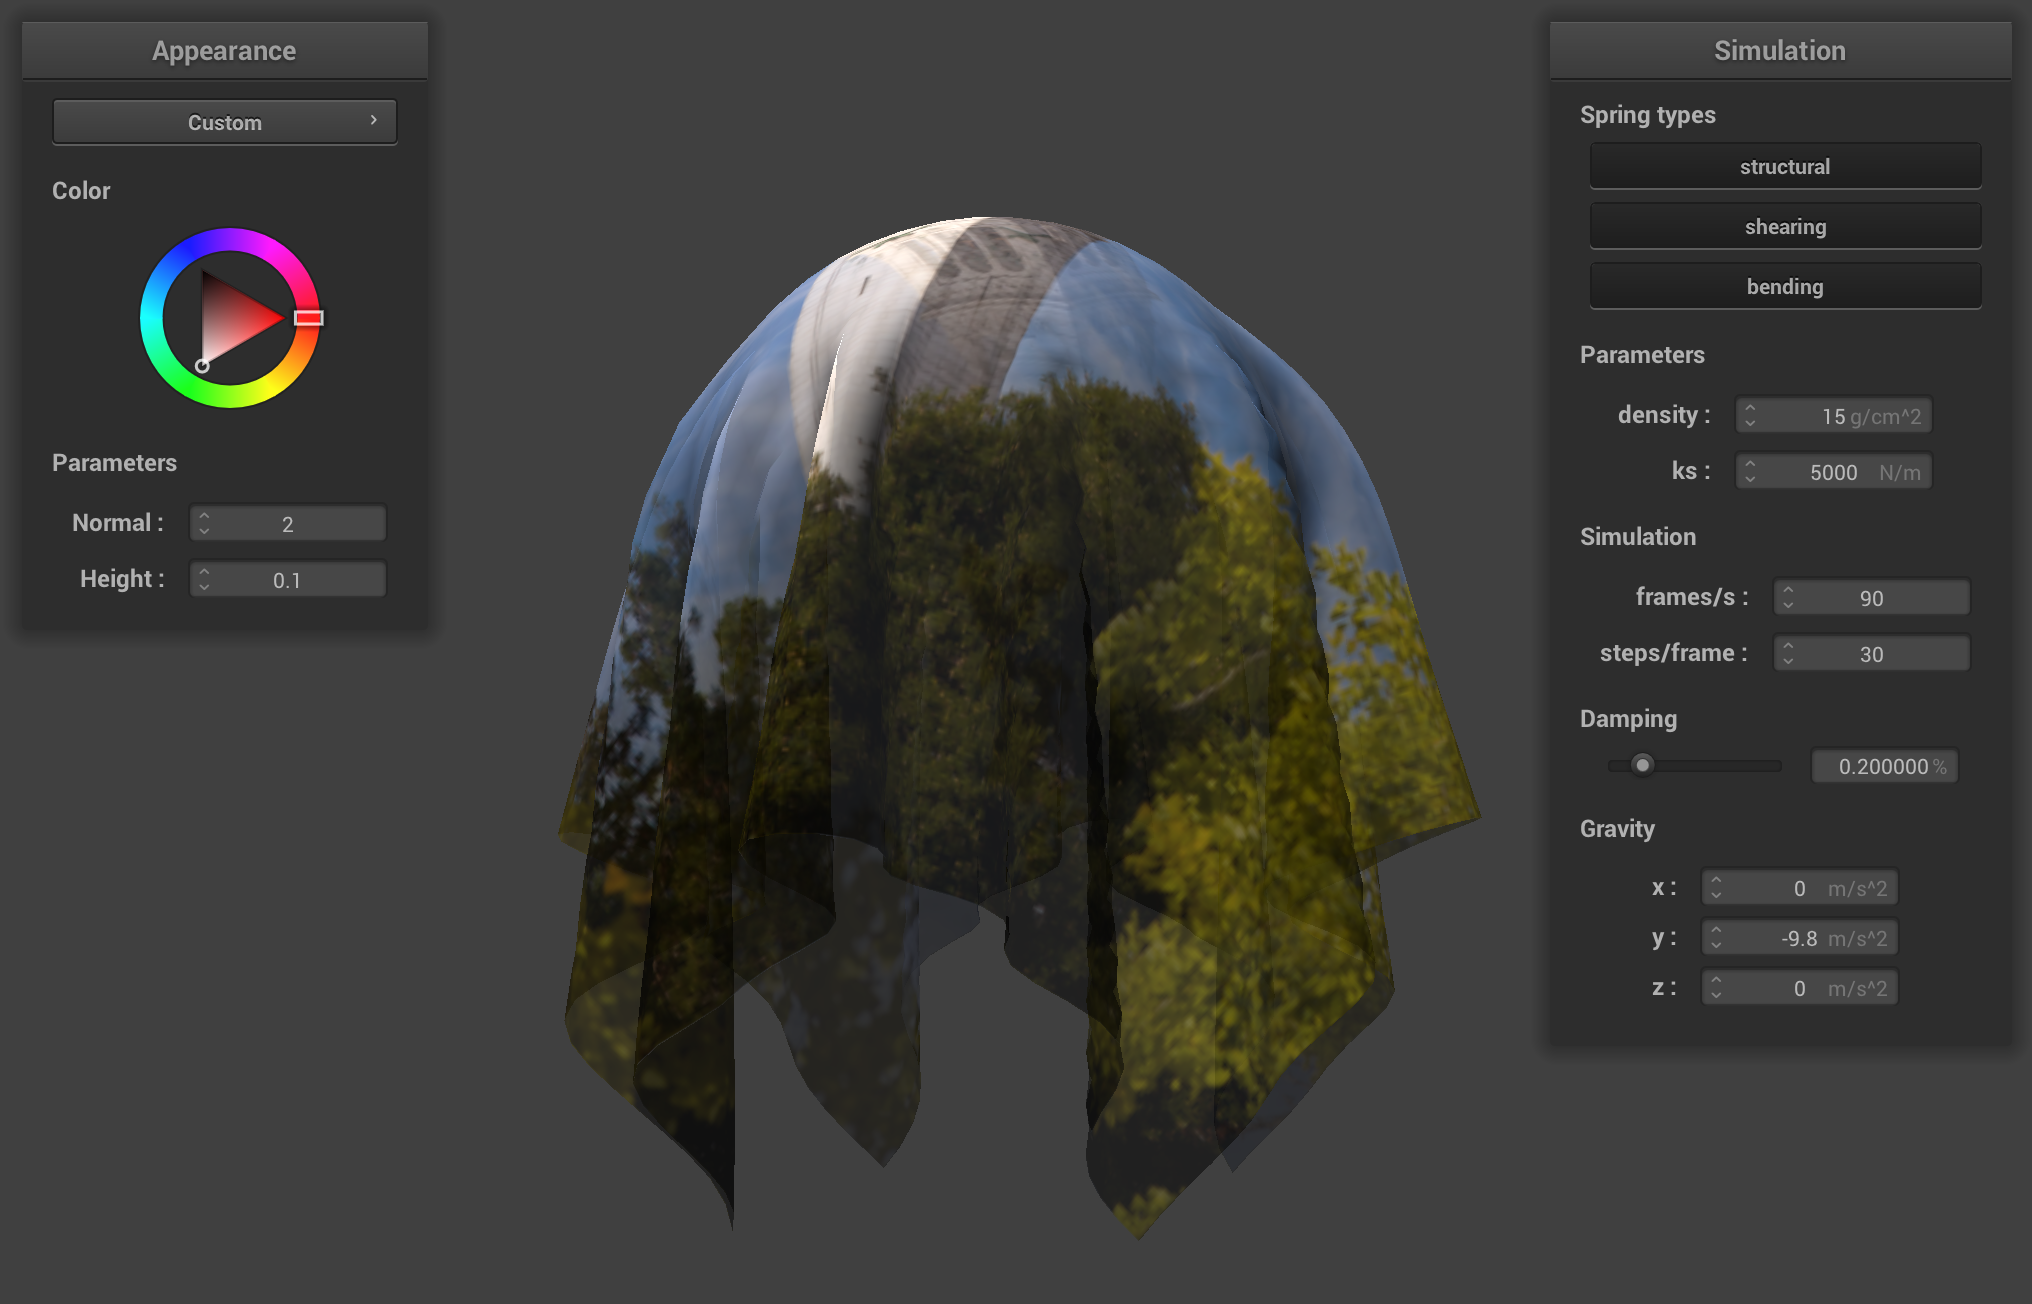 Appearance
Custom
Color
Parameters
Normal : 2
Height : 0.1
Simulation
Spring types
structural
shearing
bending
Parameters
density : 15 g/cm^2
ks : 5000 N/m
Simulation
frames/s : 90
steps/frame : 30
Damping
0.200000 %
Gravity
x : 0 m/s^2
y : -9.8 m/s^2
z : 0 m/s^2